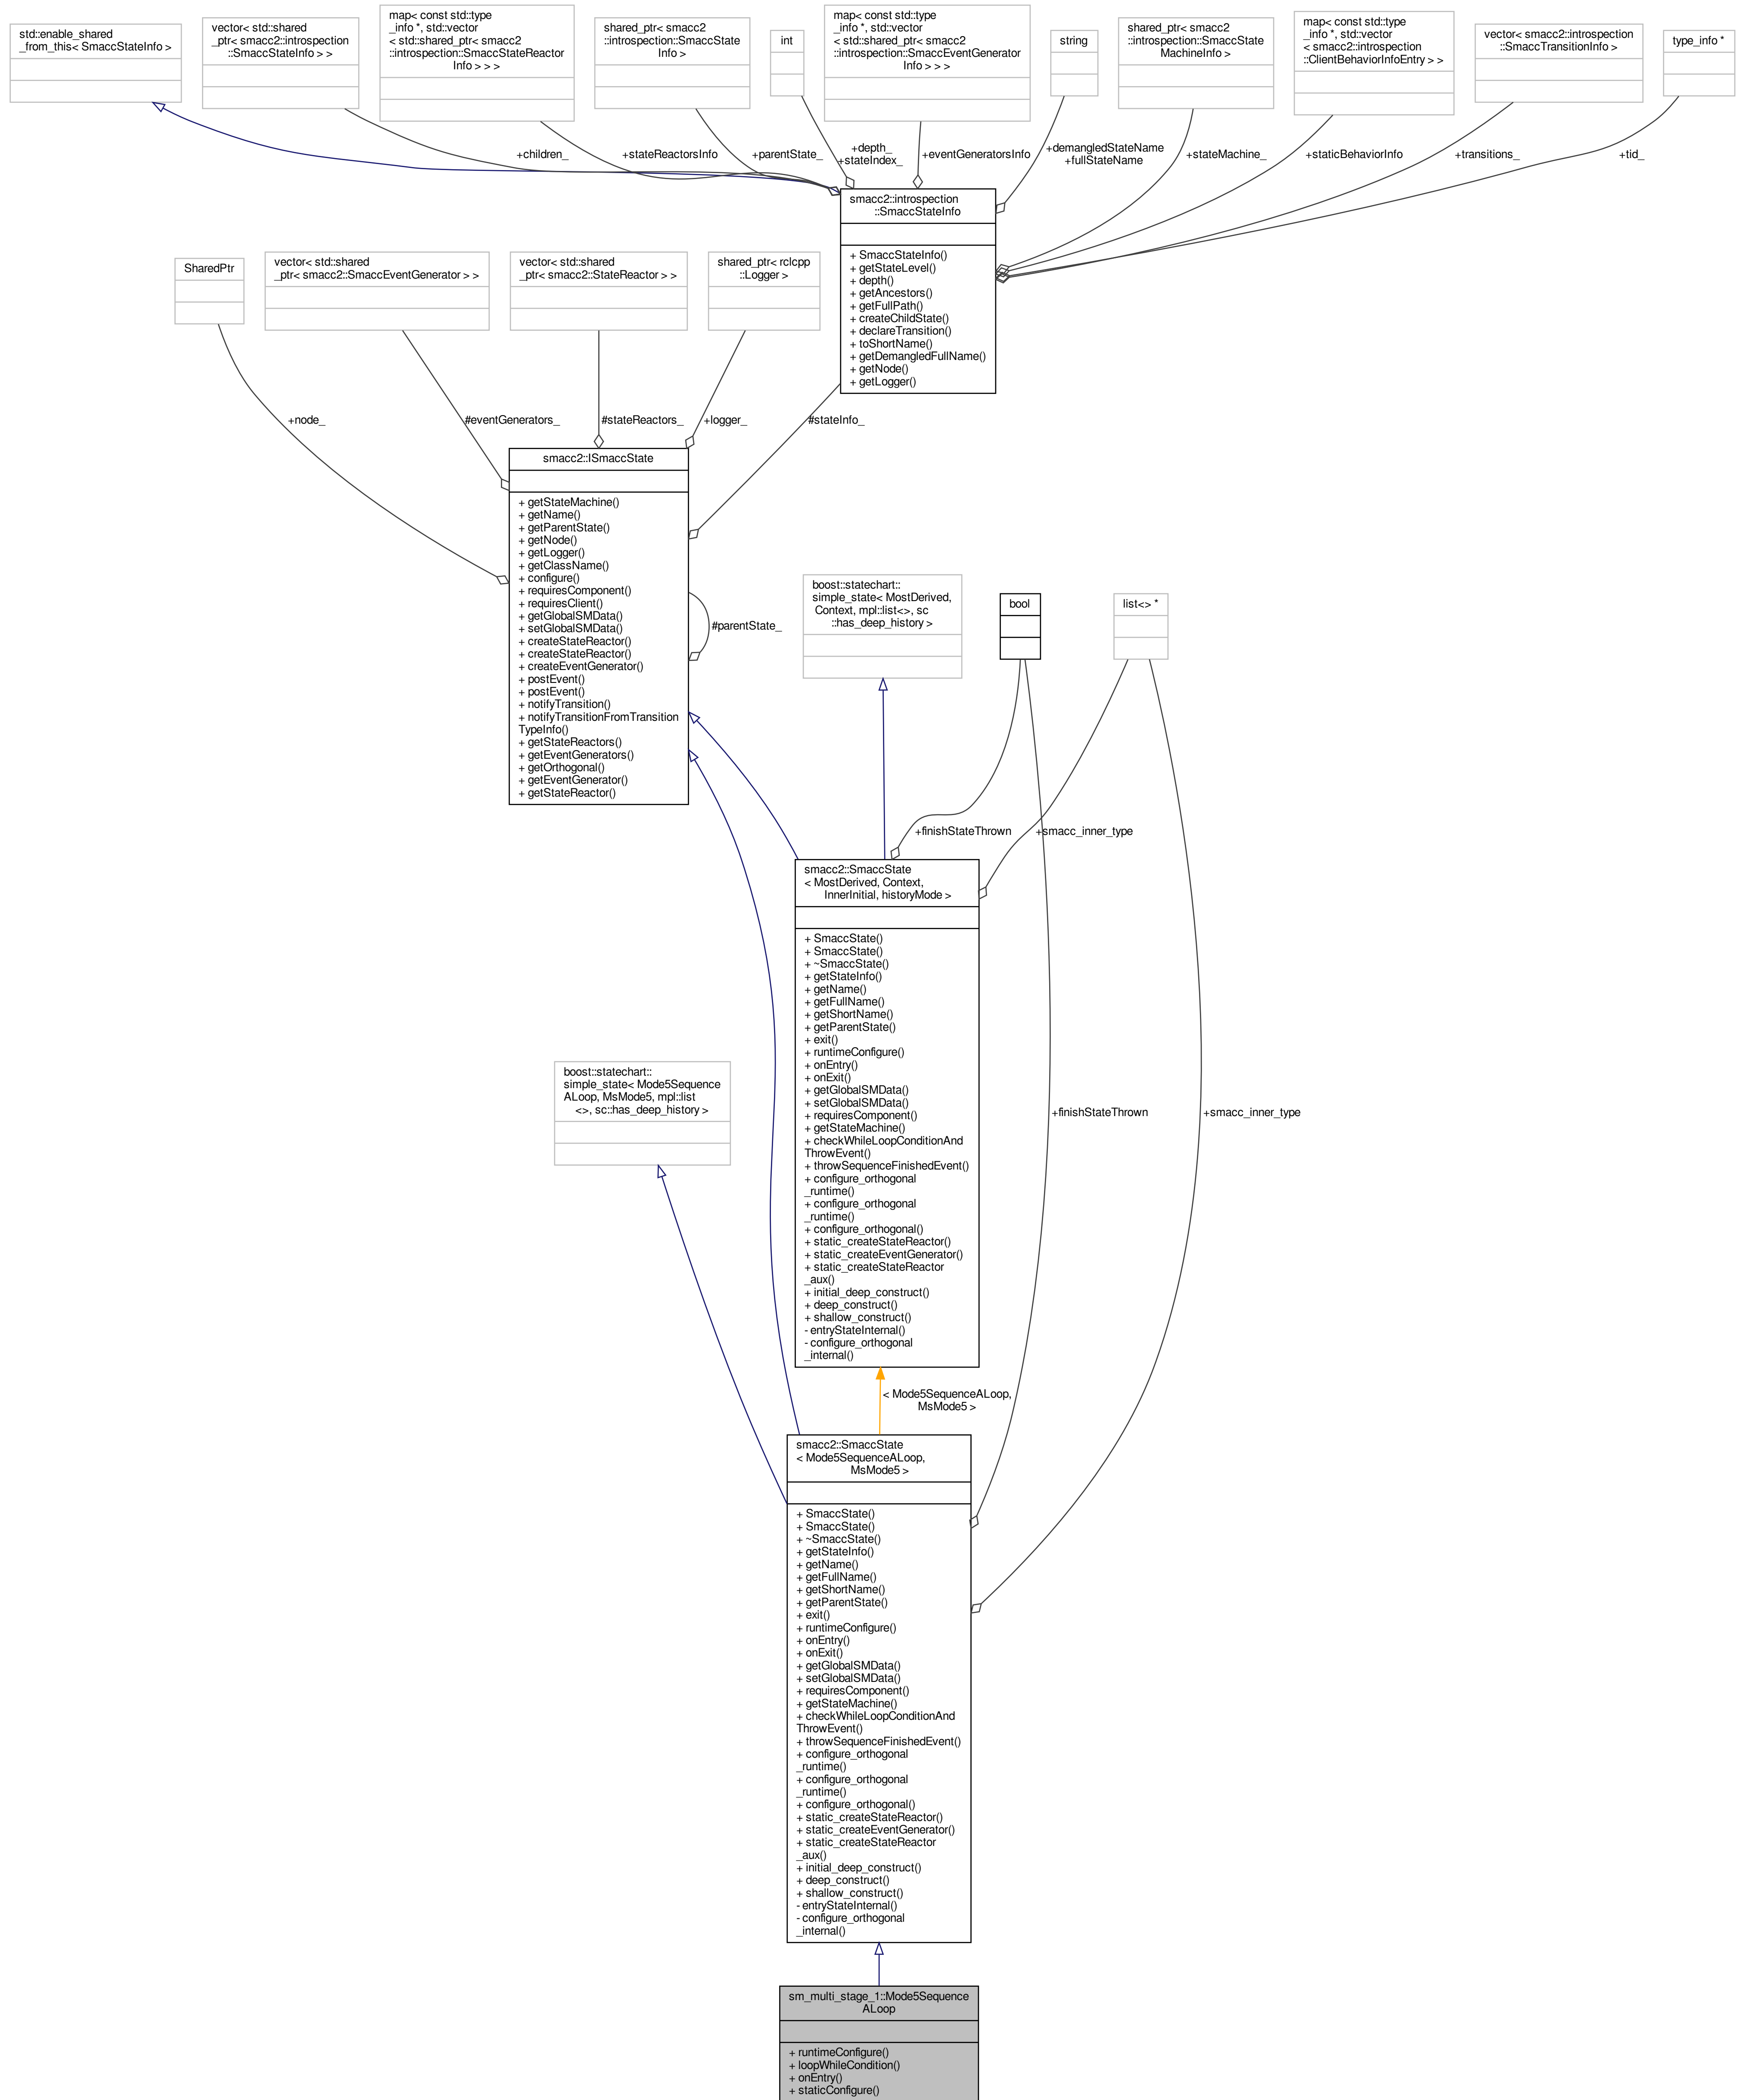 std::enable_shared
_from_this< SmaccStateInfo >
vector< std::shared
_ptr< smacc2::introspection
::SmaccStateInfo > >
map< const std::type
_info *, std::vector
< std::shared_ptr< smacc2
::introspection::SmaccStateReactor
Info > > >
shared_ptr< smacc2
::introspection::SmaccState
Info >
int
map< const std::type
_info *, std::vector
< std::shared_ptr< smacc2
::introspection::SmaccEventGenerator
Info > > >
string
shared_ptr< smacc2
::introspection::SmaccState
MachineInfo >
map< const std::type
_info *, std::vector
< smacc2::introspection
::ClientBehaviorInfoEntry > >
vector< smacc2::introspection
::SmaccTransitionInfo >
type_info *
+children_
+stateReactorsInfo
+parentState_
+depth_
+stateIndex_
+eventGeneratorsInfo
+demangledStateName
+fullStateName
+stateMachine_
+staticBehaviorInfo
+transitions_
+tid_
smacc2::introspection
::SmaccStateInfo
+ SmaccStateInfo()
+ getStateLevel()
+ depth()
+ getAncestors()
+ getFullPath()
+ createChildState()
+ declareTransition()
+ toShortName()
+ getDemangledFullName()
+ getNode()
+ getLogger()
SharedPtr
vector< std::shared
_ptr< smacc2::SmaccEventGenerator > >
vector< std::shared
_ptr< smacc2::StateReactor > >
shared_ptr< rclcpp
::Logger >
+node_
#eventGenerators_
#stateReactors_
+logger_
#stateInfo_
smacc2::ISmaccState
+ getStateMachine()
+ getName()
+ getParentState()
+ getNode()
+ getLogger()
+ getClassName()
+ configure()
+ requiresComponent()
+ requiresClient()
+ getGlobalSMData()
+ setGlobalSMData()
+ createStateReactor()
+ createStateReactor()
+ createEventGenerator()
+ postEvent()
+ postEvent()
+ notifyTransition()
+ notifyTransitionFromTransition
TypeInfo()
+ getStateReactors()
+ getEventGenerators()
+ getOrthogonal()
+ getEventGenerator()
+ getStateReactor()
#parentState_
boost::statechart::
simple_state< MostDerived,
Context, mpl::list<>, sc
::has_deep_history >
bool
list<> *
+finishStateThrown
+smacc_inner_type
smacc2::SmaccState
< MostDerived, Context,
InnerInitial, historyMode >
+ SmaccState()
+ SmaccState()
+ ~SmaccState()
+ getStateInfo()
+ getName()
+ getFullName()
+ getShortName()
+ getParentState()
+ exit()
+ runtimeConfigure()
+ onEntry()
+ onExit()
+ getGlobalSMData()
+ setGlobalSMData()
+ requiresComponent()
+ getStateMachine()
+ checkWhileLoopConditionAnd
ThrowEvent()
+ throwSequenceFinishedEvent()
+ configure_orthogonal
_runtime()
+ configure_orthogonal
_runtime()
+ configure_orthogonal()
+ static_createStateReactor()
+ static_createEventGenerator()
+ static_createStateReactor
_aux()
+ initial_deep_construct()
+ deep_construct()
+ shallow_construct()
- entryStateInternal()
- configure_orthogonal
_internal()
boost::statechart::
simple_state< Mode5Sequence
ALoop, MsMode5, mpl::list
<>, sc::has_deep_history >
+finishStateThrown
+smacc_inner_type
< Mode5SequenceALoop,
MsMode5 >
smacc2::SmaccState
< Mode5SequenceALoop,
MsMode5 >
+ SmaccState()
+ SmaccState()
+ ~SmaccState()
+ getStateInfo()
+ getName()
+ getFullName()
+ getShortName()
+ getParentState()
+ exit()
+ runtimeConfigure()
+ onEntry()
+ onExit()
+ getGlobalSMData()
+ setGlobalSMData()
+ requiresComponent()
+ getStateMachine()
+ checkWhileLoopConditionAnd
ThrowEvent()
+ throwSequenceFinishedEvent()
+ configure_orthogonal
_runtime()
+ configure_orthogonal
_runtime()
+ configure_orthogonal()
+ static_createStateReactor()
+ static_createEventGenerator()
+ static_createStateReactor
_aux()
+ initial_deep_construct()
+ deep_construct()
+ shallow_construct()
- entryStateInternal()
- configure_orthogonal
_internal()
sm_multi_stage_1::Mode5Sequence
ALoop
+ runtimeConfigure()
+ loopWhileCondition()
+ onEntry()
+ staticConfigure()